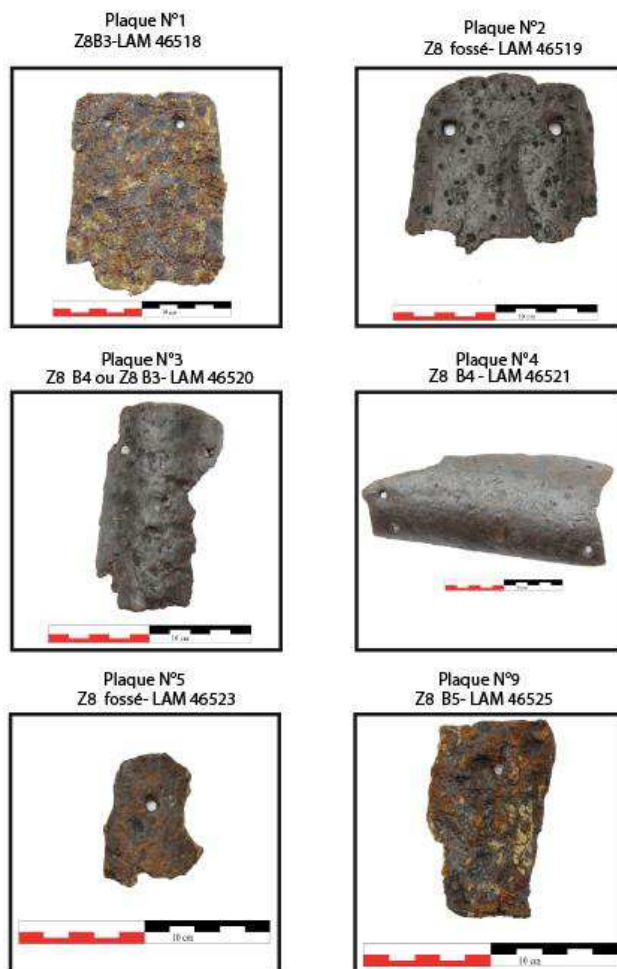 Plaque N°1
Z8B3-LAM 46518
Plaque N°2
Z8 fossé- LAM 46519
10 cm
10 cm
Plaque N°3
Z8 B4 ou Z8 B3- LAM 46520
Plaque N°4
Z8 B4 - LAM 46521
10 cm
Plaque N°5
Z8 fossé- LAM 46523
Plaque N°9
Z8 B5- LAM 46525
10 cm
10 cm